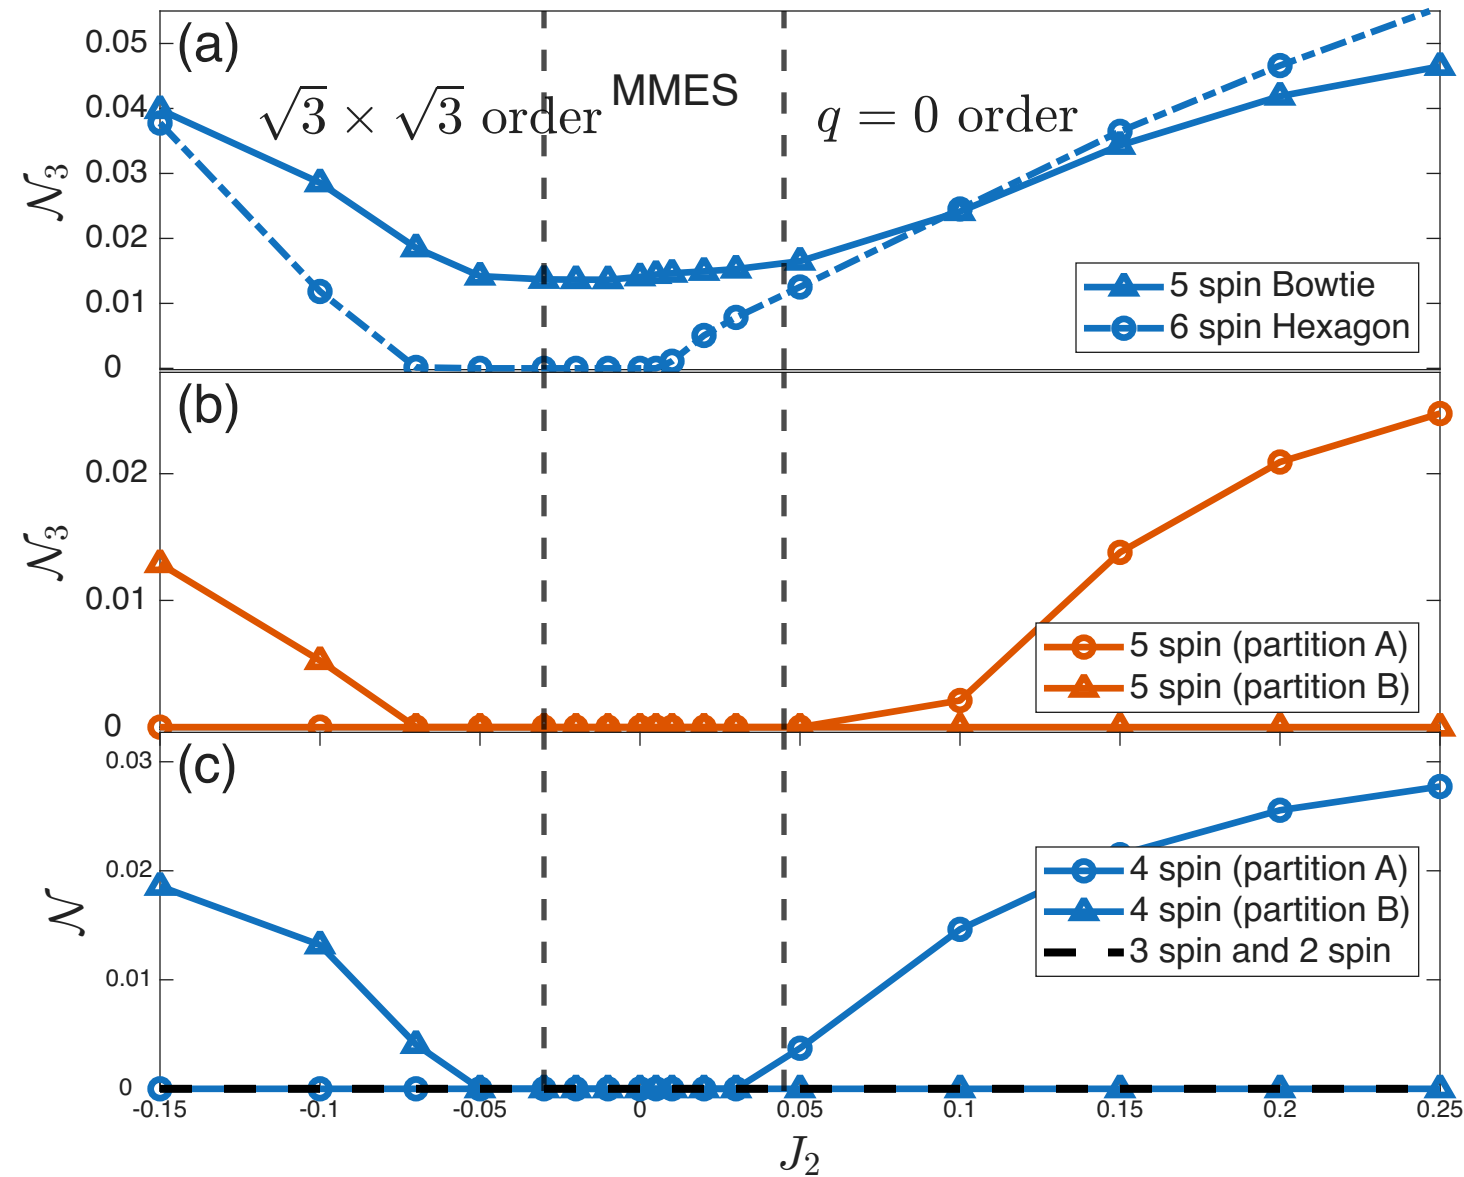 (a)
√3 × √3 order
MMES
q = 0 order
0.05
0.04
0.03
0.02
0.01
0
𝒩₃
5 spin Bowtie
6 spin Hexagon
(b)
0.02
0.01
0
𝒩₃
5 spin (partition A)
5 spin (partition B)
(c)
0.03
0.02
0.01
0
𝒩
4 spin (partition A)
4 spin (partition B)
3 spin and 2 spin
-0.15 -0.1 -0.05 0 0.05 0.1 0.15 0.2 0.25
J₂